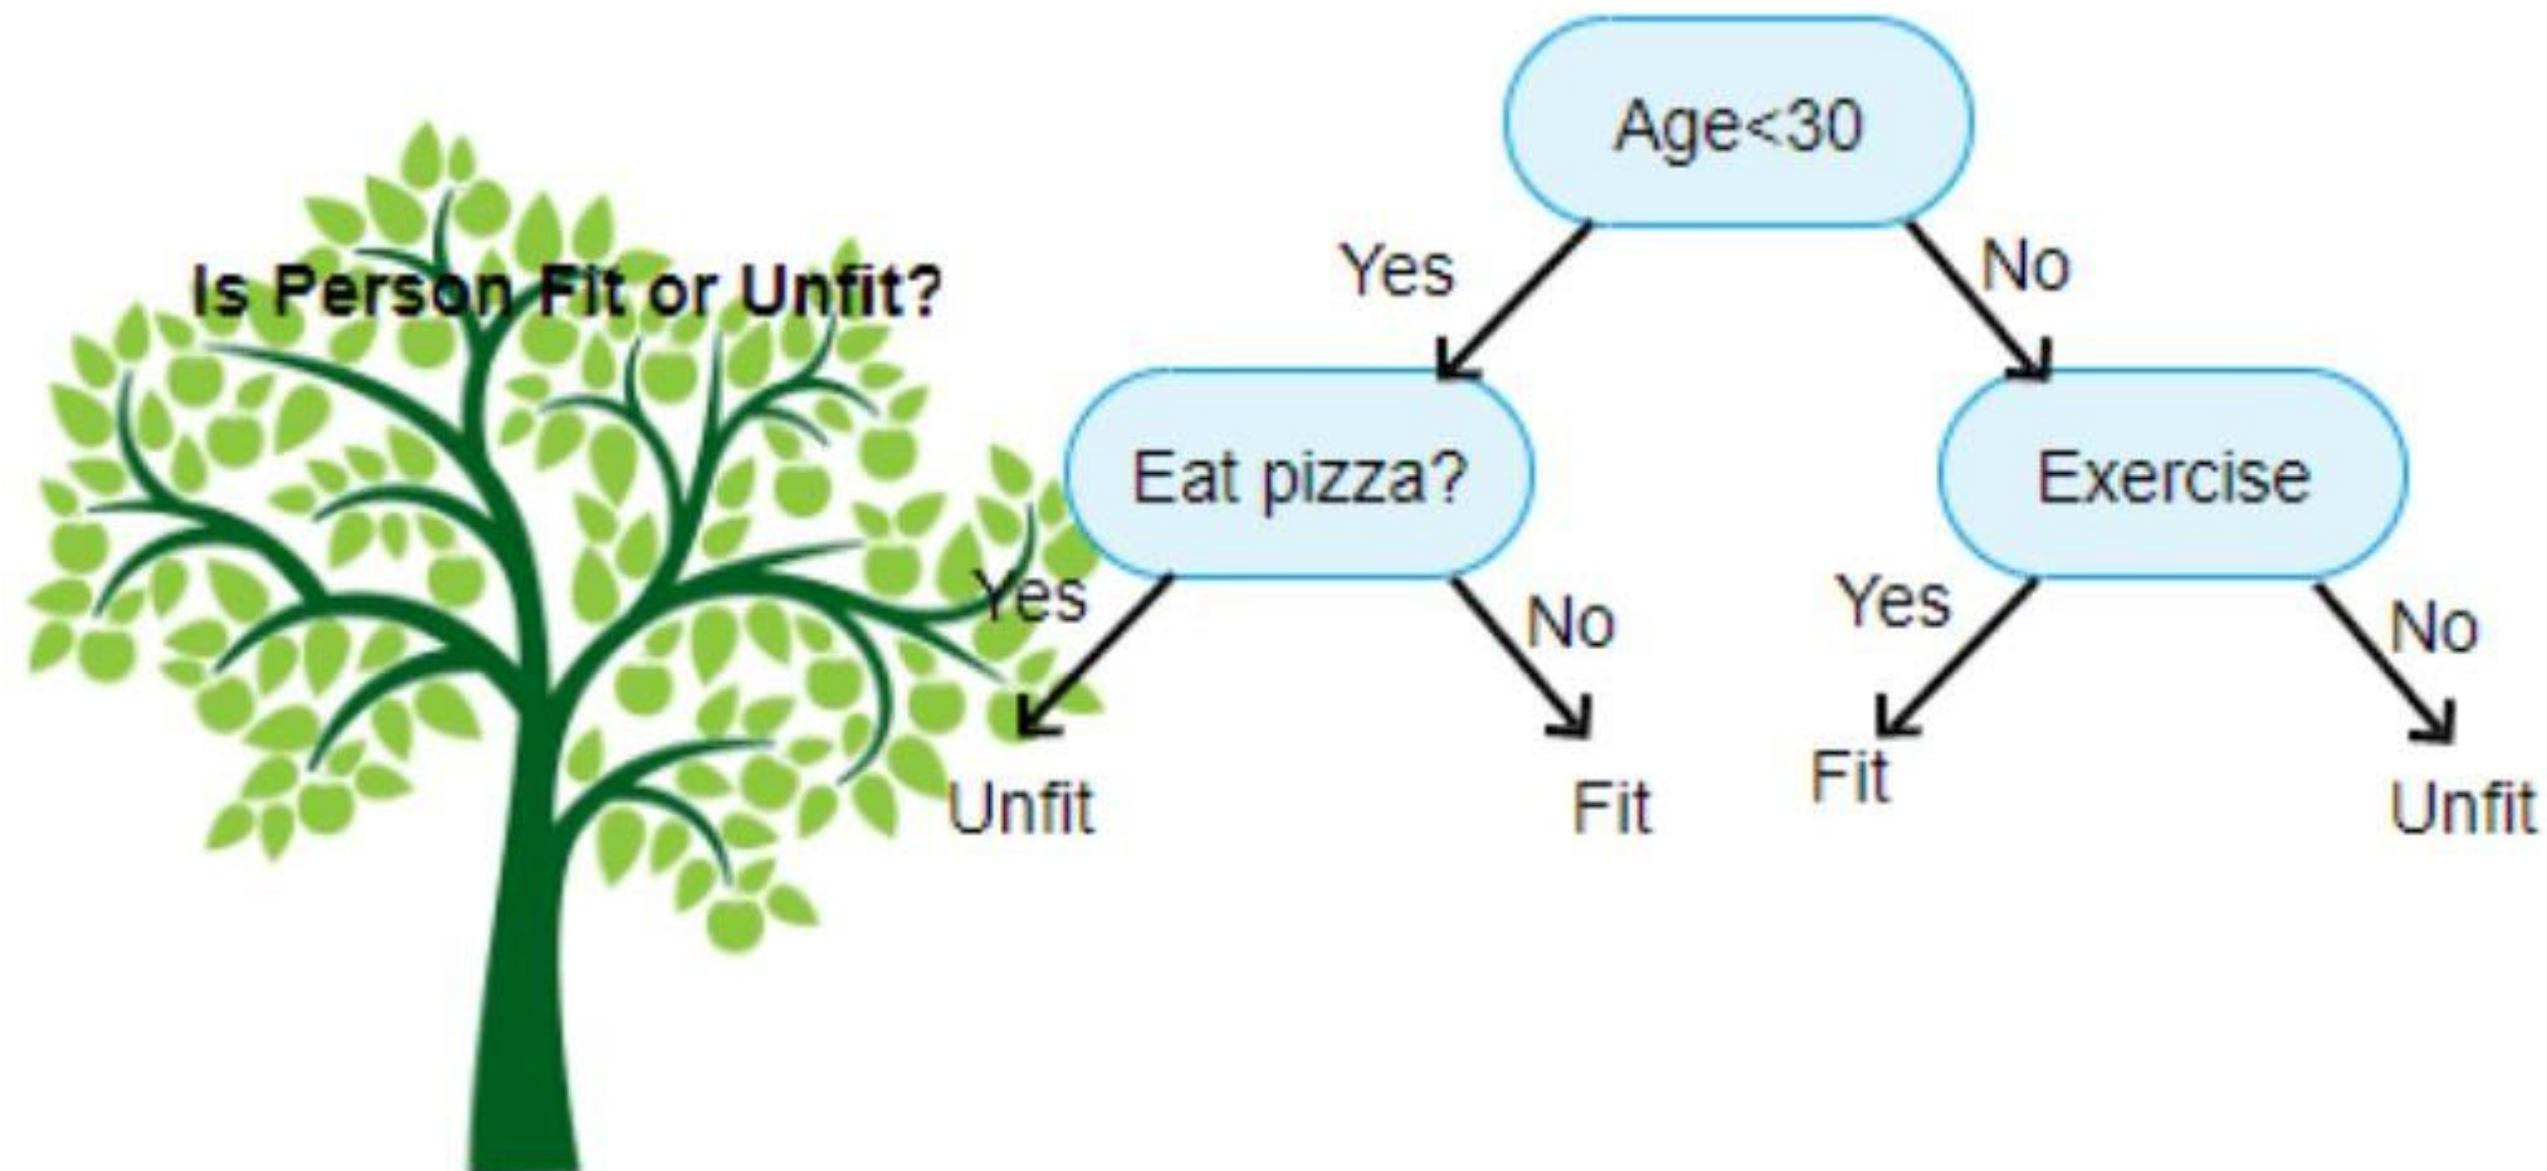 Age<30
Yes
No
Is Person Fit or Unfit?
Eat pizza?
Exercise
Yes
No
Yes
No
Unfit
Fit
Fit
Unfit